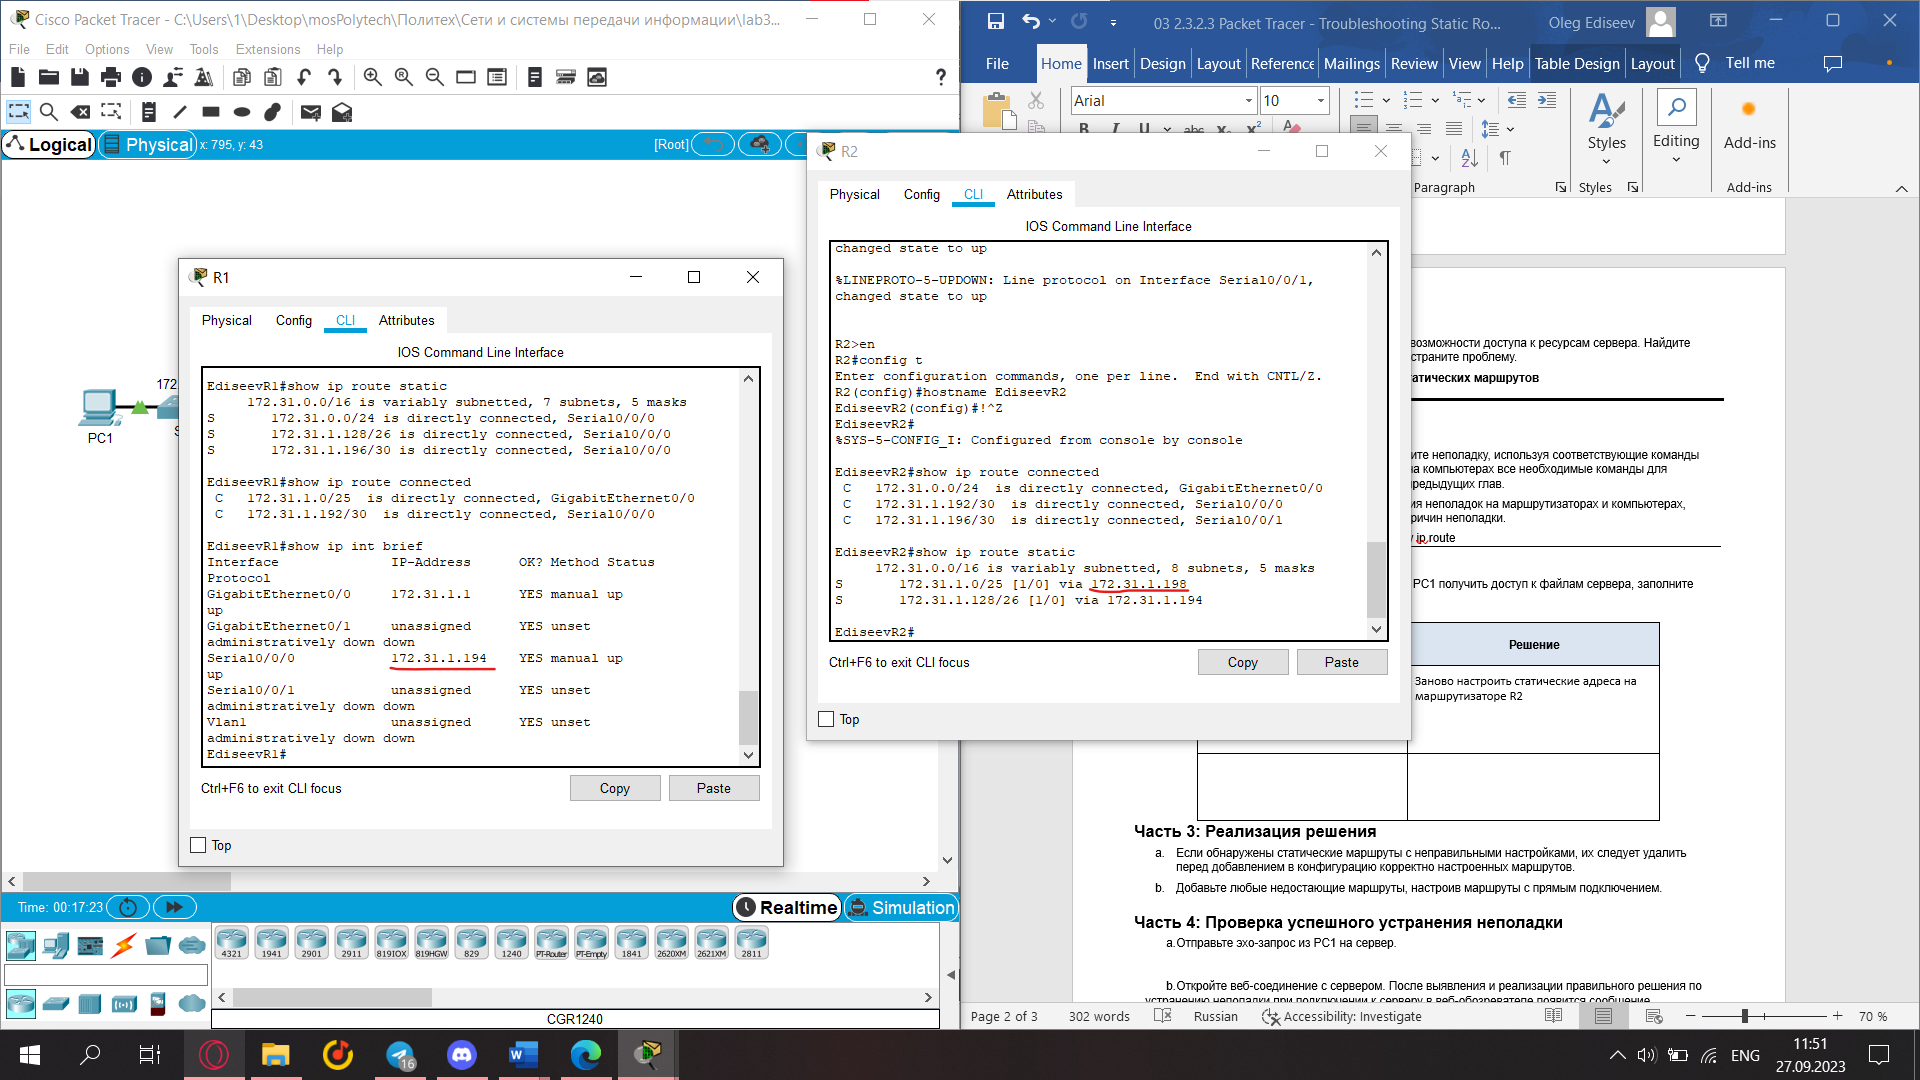 Cisco Packet Tracer - C:\Users\1\Desktop\mosPolytech\Политех\Сети и системы передачи информации\lab3...
File Edit Options View Tools Extensions Help
?
Logical
Physical
x: 795, y: 43
[Root]
PC1
172
R1
Physical Config CLI Attributes
IOS Command Line Interface
EdiseevR1#show ip route static
172.31.0.0/16 is variably subnetted, 7 subnets, 5 masks
S 172.31.0.0/24 is directly connected, Serial0/0/0
S 172.31.1.128/26 is directly connected, Serial0/0/0
S 172.31.1.196/30 is directly connected, Serial0/0/0
EdiseevR1#show ip route connected
C 172.31.1.0/25 is directly connected, GigabitEthernet0/0
C 172.31.1.192/30 is directly connected, Serial0/0/0
EdiseevR1#show ip int brief
Interface IP-Address OK? Method Status
Protocol
GigabitEthernet0/0 172.31.1.1 YES manual up
up
GigabitEthernet0/1 unassigned YES unset
administratively down down
Serial0/0/0 172.31.1.194 YES manual up
up
Serial0/0/1 unassigned YES unset
administratively down down
Vlan1 unassigned YES unset
administratively down down
EdiseevR1#
Ctrl+F6 to exit CLI focus
Copy
Paste
Top
R2
Physical Config CLI Attributes
IOS Command Line Interface
changed state to up
%LINEPROTO-5-UPDOWN: Line protocol on Interface Serial0/0/1,
changed state to up
R2>en
R2#config t
Enter configuration commands, one per line. End with CNTL/Z.
R2(config)#hostname EdiseevR2
EdiseevR2(config)#!^Z
EdiseevR2#
%SYS-5-CONFIG_I: Configured from console by console
EdiseevR2#show ip route connected
C 172.31.0.0/24 is directly connected, GigabitEthernet0/0
C 172.31.1.192/30 is directly connected, Serial0/0/0
C 172.31.1.196/30 is directly connected, Serial0/0/1
EdiseevR2#show ip route static
172.31.0.0/16 is variably subnetted, 8 subnets, 5 masks
S 172.31.1.0/25 [1/0] via 172.31.1.198
S 172.31.1.128/26 [1/0] via 172.31.1.194
EdiseevR2#
Ctrl+F6 to exit CLI focus
Copy
Paste
Top
Time: 00:17:23
Realtime
Simulation
4321 1941 2901 2911 819IOX 819HGW 829 1240 PT-Router PT-Empty 1841 2620XM 2621XM 2811
CGR1240
03 2.3.2.3 Packet Tracer - Troubleshooting Static Ro...
Oleg Ediseev
File Home Insert Design Layout Reference Mailings Review View Help Table Design Layout Tell me
Arial
10
Styles
Editing
Add-ins
Paragraph
Styles
Add-ins
возможности доступа к ресурсам сервера. Найдите
страните проблему.
татических маршрутов
ите неполадку, используя соответствующие команды
на компьютерах все необходимые команды для
предыдущих глав.
ия неполадок на маршрутизаторах и компьютерах,
ричин неполадки.
ip route
PC1 получить доступ к файлам сервера, заполните
Решение
Заново настроить статические адреса на
маршрутизаторе R2
Часть 3: Реализация решения
a. Если обнаружены статические маршруты с неправильными настройками, их следует удалить
перед добавлением в конфигурацию корректно настроенных маршрутов.
b. Добавьте любые недостающие маршруты, настроив маршруты с прямым подключением.
Часть 4: Проверка успешного устранения неполадки
a.Отправьте эхо-запрос из PC1 на сервер.
b.Откройте веб-соединение с сервером. После выявления и реализации правильного решения по
устранению неполадки при подключении к серверу в веб-обозревателе появится сообщение
Page 2 of 3
302 words
Russian
Accessibility: Investigate
70 %
16
ENG
11:51
27.09.2023